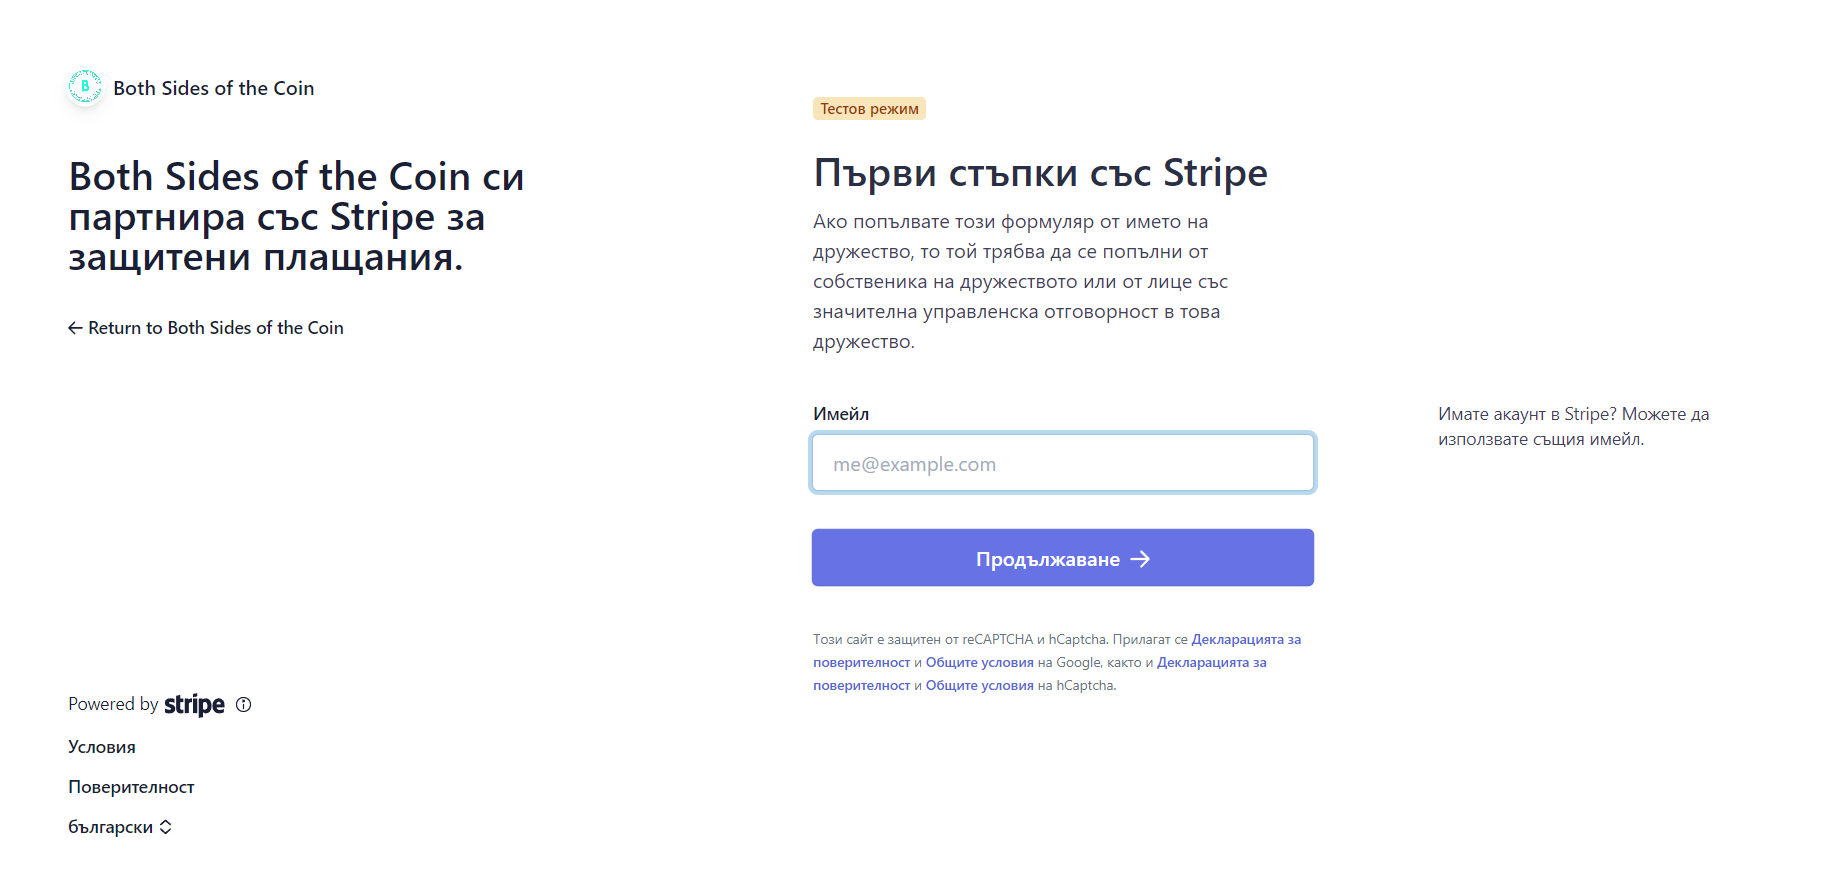 B
Both Sides of the Coin
Both Sides of the Coin си
партнира със Stripe за
защитени плащания.
← Return to Both Sides of the Coin
Powered by stripe
Условия
Поверителност
български
Тестов режим
Първи стъпки със Stripe
Ако попълвате този формуляр от името на
дружество, то той трябва да се попълни от
собственика на дружеството или от лице със
значителна управленска отговорност в това
дружество.
Имейл
me@example.com
Продължаване →
Този сайт е защитен от reCAPTCHA и hCaptcha. Прилагат се Декларацията за
поверителност и Общите условия на Google, както и Декларацията за
поверителност и Общите условия на hCaptcha.
Имате акаунт в Stripe? Можете да
използвате същия имейл.